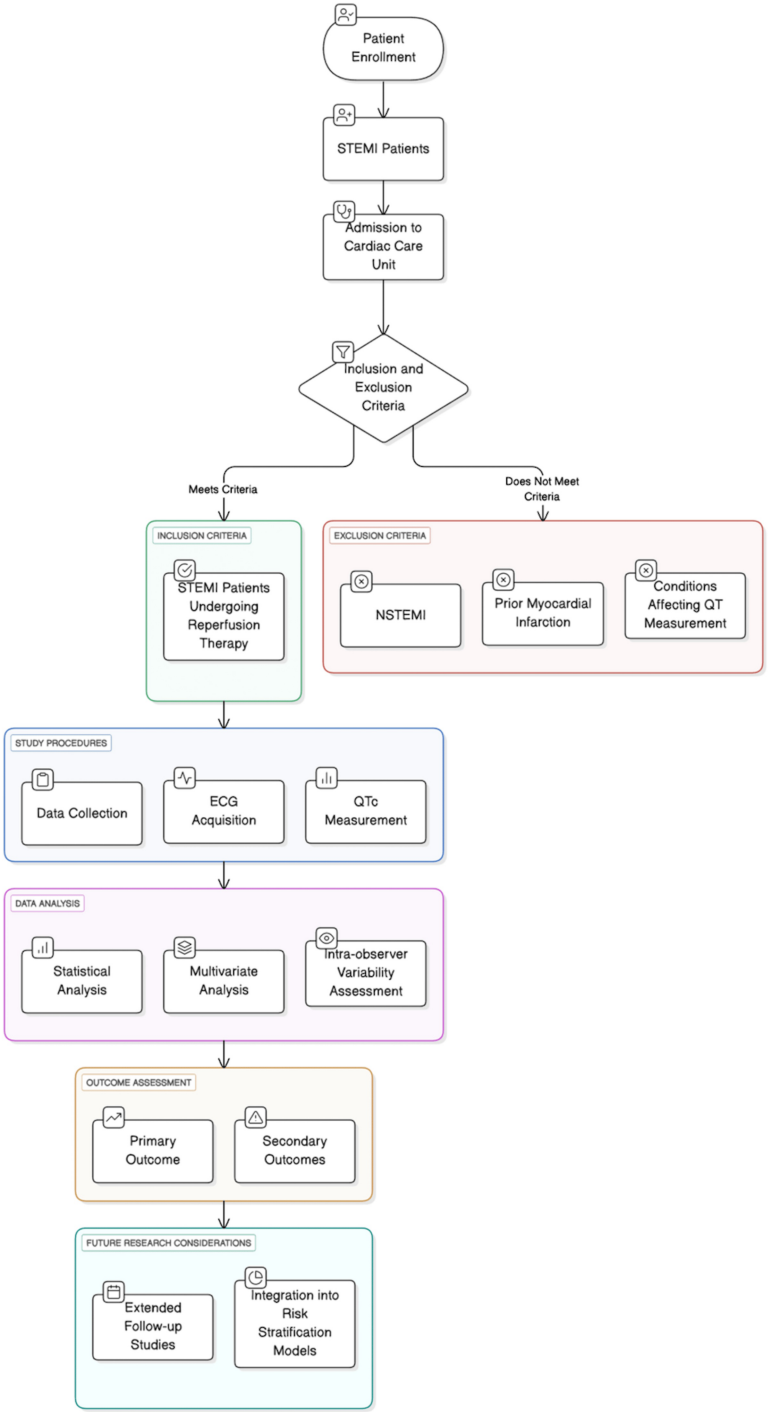 Patient
Enrollment
STEMI Patients
Admission to
Cardiac Care
Unit
Inclusion and
Exclusion
Criteria
Meets Criteria
Does Not Meet
Criteria
INCLUSION CRITERIA
STEMI Patients
Undergoing
Reperfusion
Therapy
EXCLUSION CRITERIA
NSTEMI
Prior Myocardial
Infarction
Conditions
Affecting QT
Measurement
STUDY PROCEDURES
Data Collection
ECG
Acquisition
QTc
Measurement
DATA ANALYSIS
Statistical
Analysis
Multivariate
Analysis
Intra-observer
Variability
Assessment
OUTCOME ASSESSMENT
Primary
Outcome
Secondary
Outcomes
FUTURE RESEARCH CONSIDERATIONS
Extended
Follow-up
Studies
Integration into
Risk
Stratification
Models